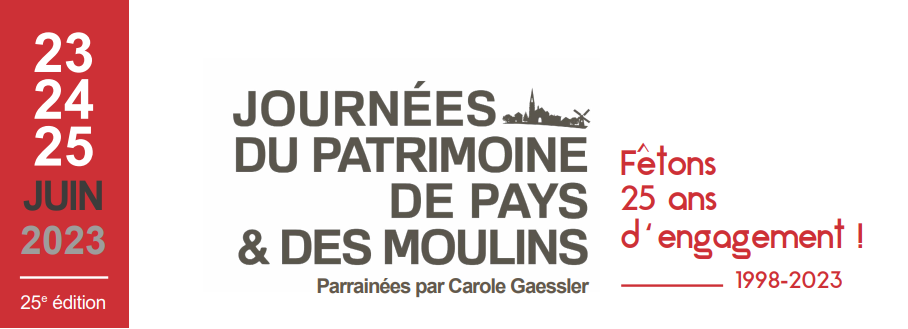 23
24
25
JUIN
2023
25e édition
JOURNÉES
DU PATRIMOINE
DE PAYS
& DES MOULINS
Parrainées par Carole Gaessler
Fêtons
25 ans
d'engagement !
1998-2023